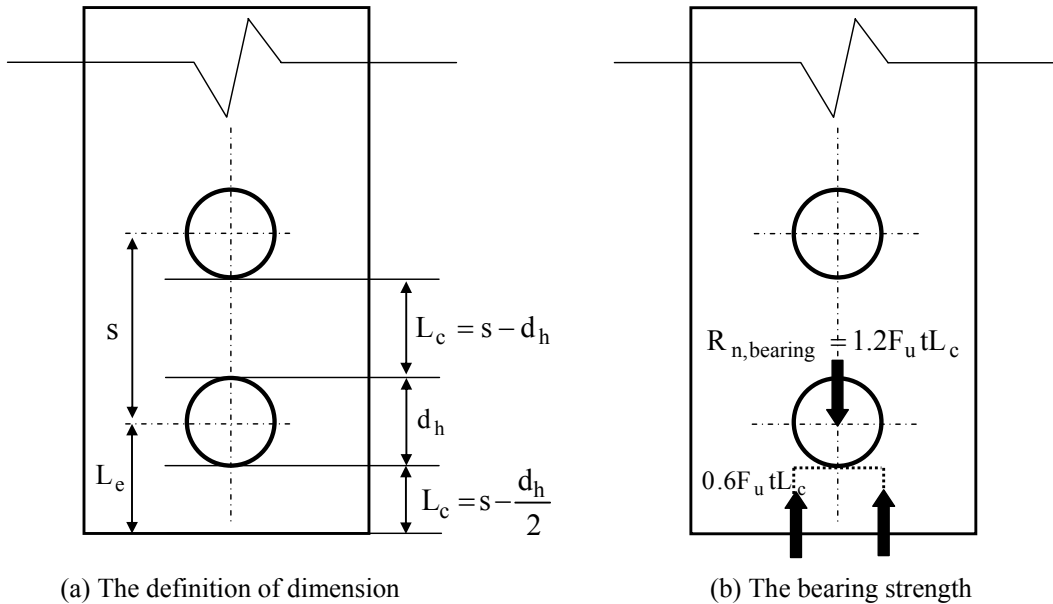 s
L_e
L_c = s - d_h
d_h
L_c = s - d_h/2
(a) The definition of dimension
R_n,bearing = 1.2F_u tL_c
0.6F_u tL_c
(b) The bearing strength